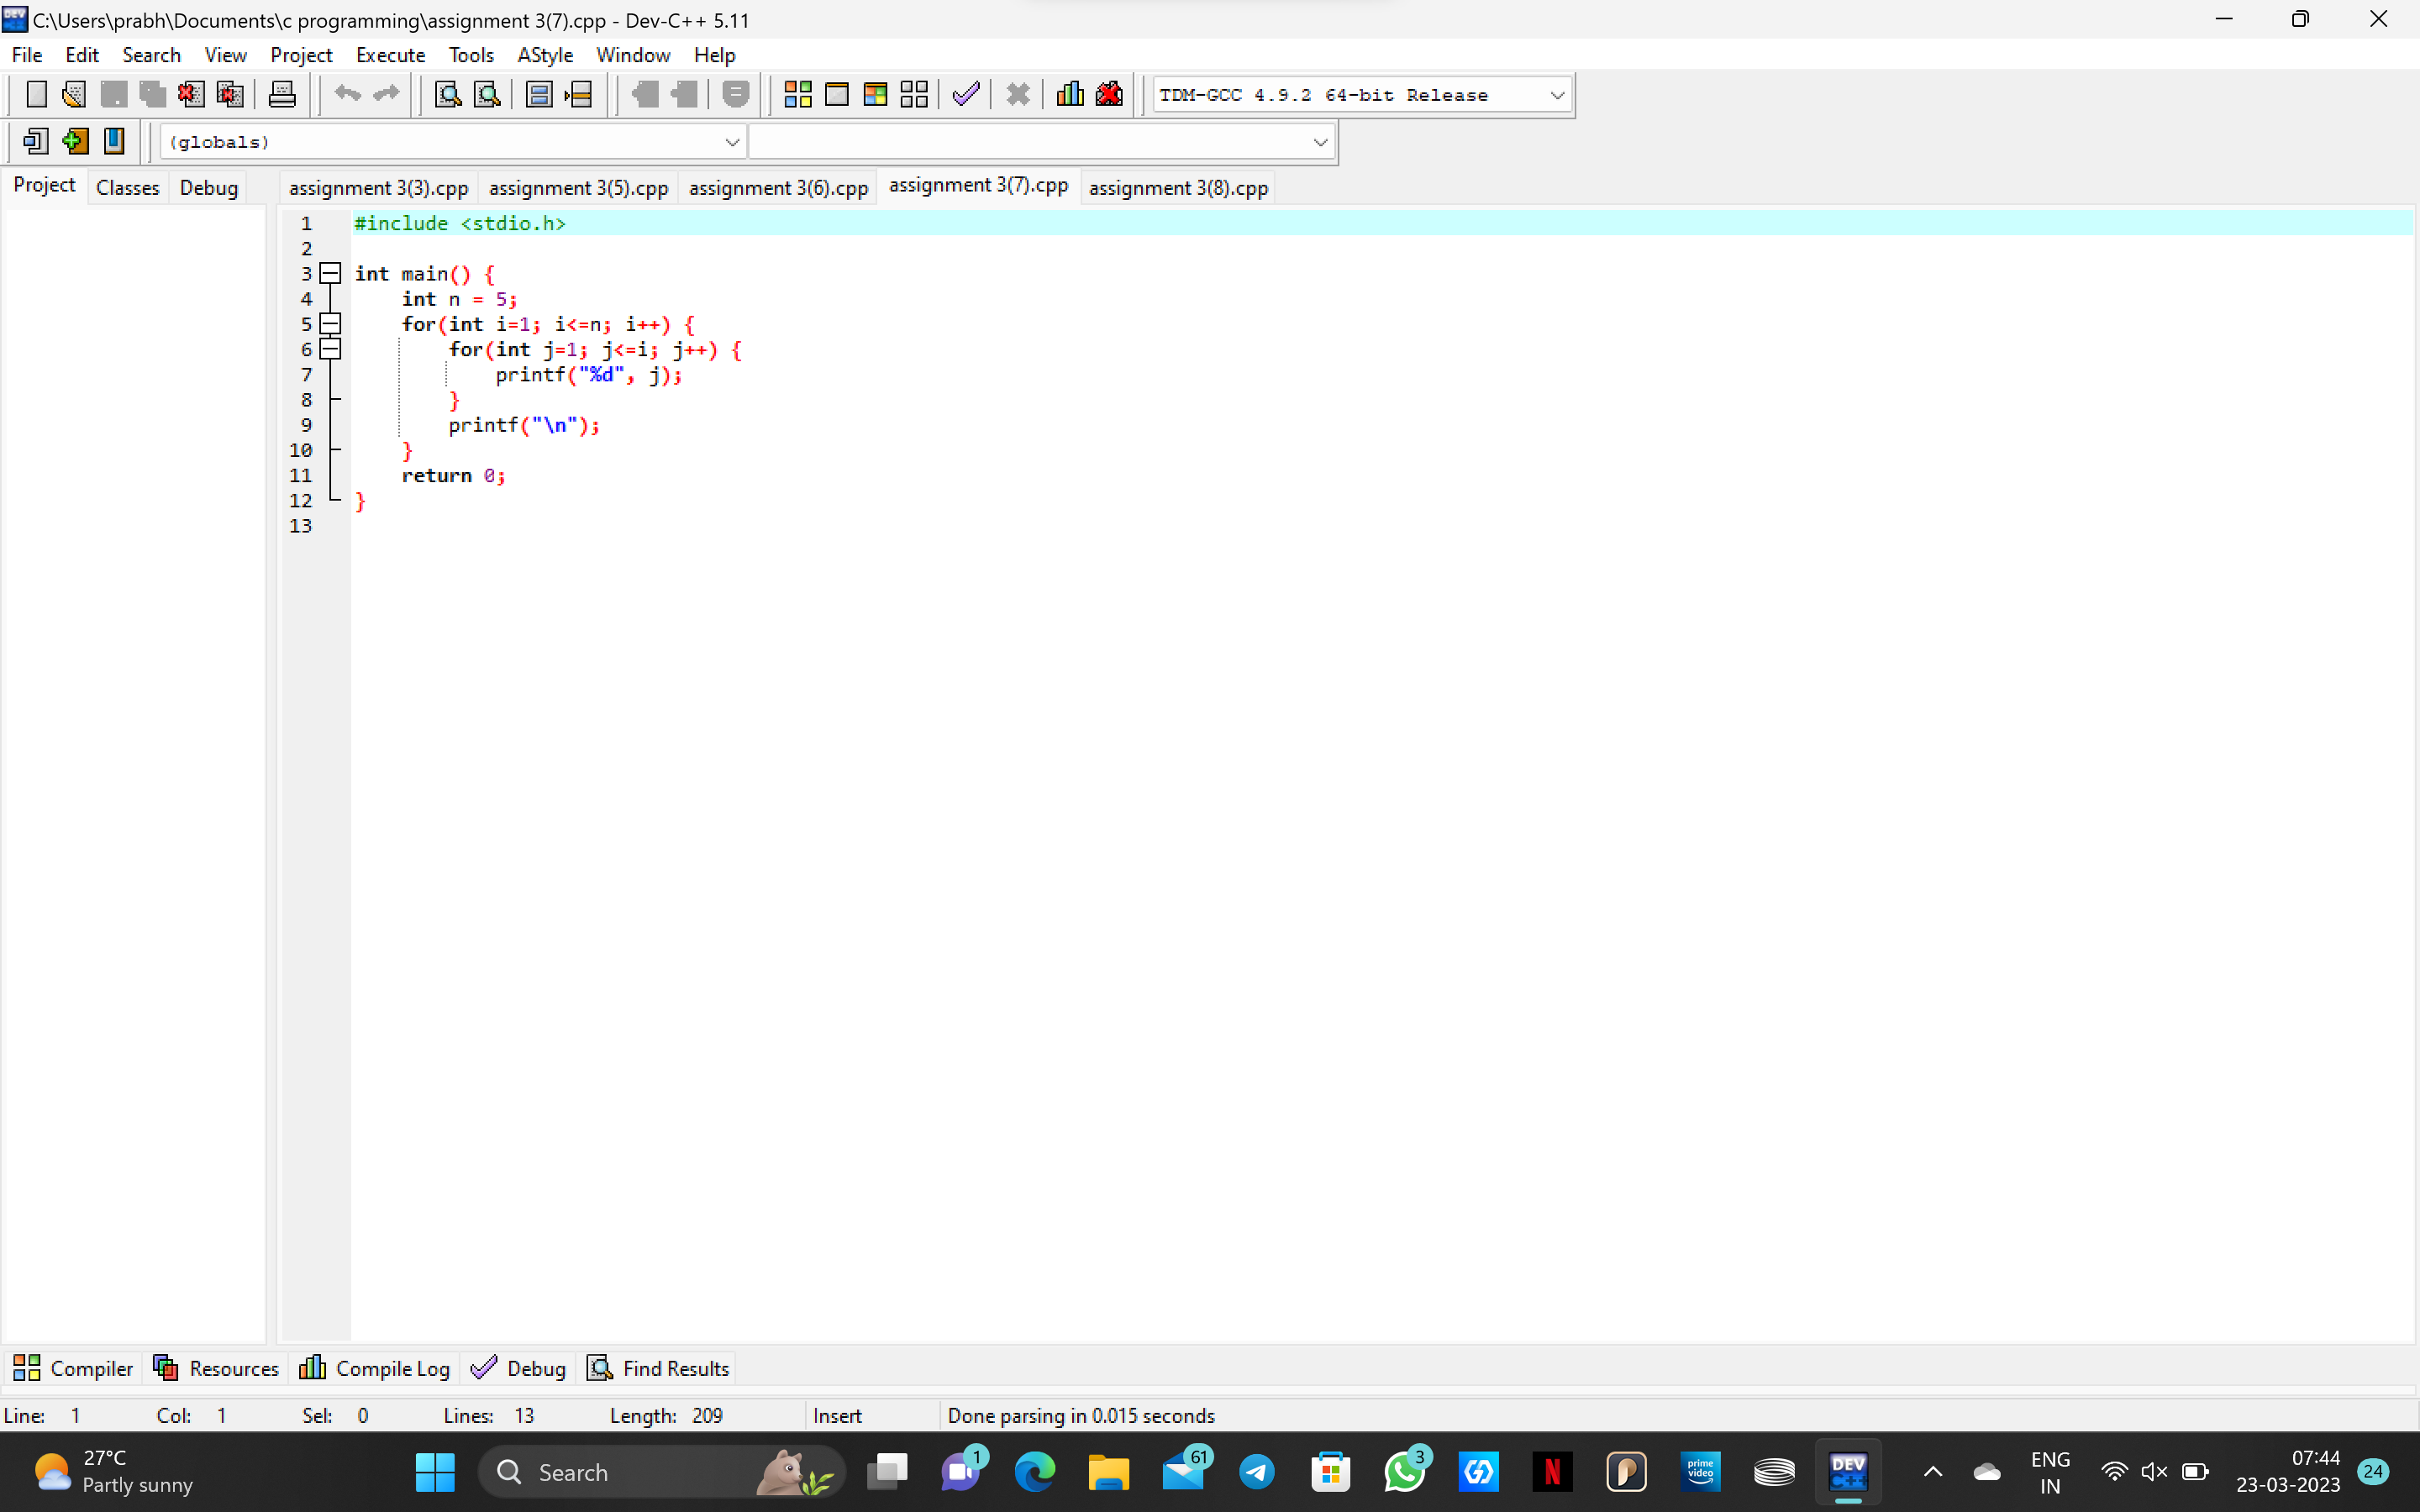 C:\Users\prabh\Documents\c programming\assignment 3(7).cpp - Dev-C++ 5.11
File Edit Search View Project Execute Tools AStyle Window Help
TDM-GCC 4.9.2 64-bit Release
(globals)
Project Classes Debug assignment 3(3).cpp assignment 3(5).cpp assignment 3(6).cpp assignment 3(7).cpp assignment 3(8).cpp
1 #include <stdio.h>
2
3 int main() {
4     int n = 5;
5     for(int i=1; i<=n; i++) {
6         for(int j=1; j<=i; j++) {
7             printf("%d", j);
8         }
9         printf("\n");
10     }
11     return 0;
12 }
13
Compiler Resources Compile Log Debug Find Results
Line: 1 Col: 1 Sel: 0 Lines: 13 Length: 209 Insert Done parsing in 0.015 seconds
27°C
Partly sunny
Search
1
61
3
prime video
DEV C++
ENG
IN
07:44
23-03-2023
24